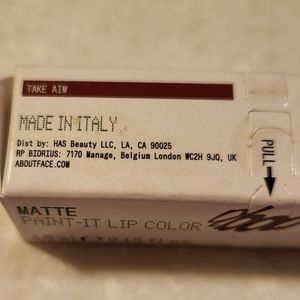 TAKE AIM
MADE IN ITALY
Dist by: HAS Beauty LLC, LA, CA 90025
RP BIORIUS: 7170 Manage, Belgium London WC2H 9JQ, UK
ABOUTFACE.COM
PULL
MATTE
PAINT-IT LIP COLOR